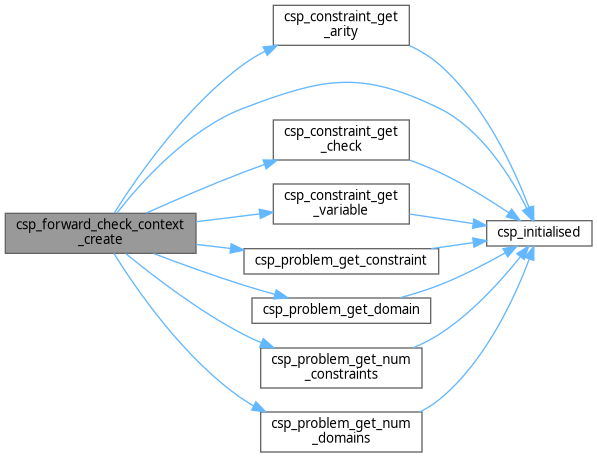 csp_constraint_get
_arity
csp_constraint_get
_check
csp_constraint_get
_variable
csp_forward_check_context
_create
csp_initialised
csp_problem_get_constraint
csp_problem_get_domain
csp_problem_get_num
_constraints
csp_problem_get_num
_domains